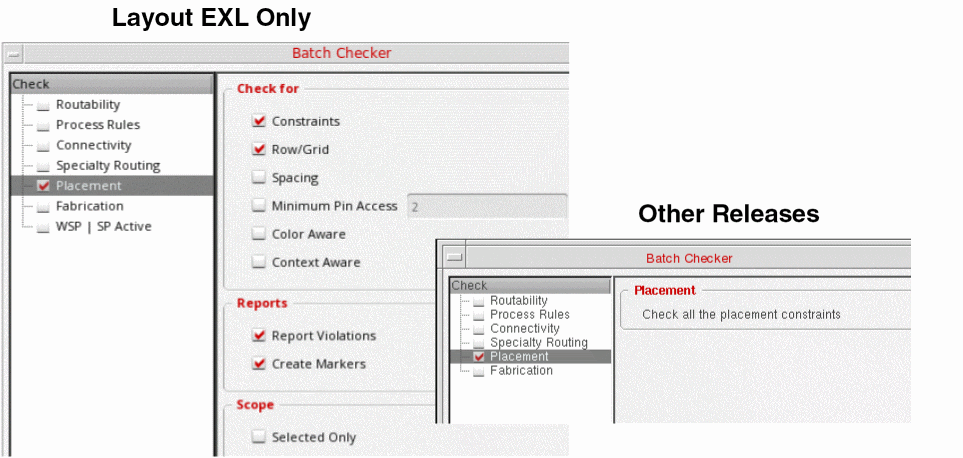 Layout EXL Only
Batch Checker
Check
Routability
Process Rules
Connectivity
Specialty Routing
Placement
Fabrication
WSP | SP Active
Check for
Constraints
Row/Grid
Spacing
Minimum Pin Access 2
Color Aware
Context Aware
Reports
Report Violations
Create Markers
Scope
Selected Only
Other Releases
Batch Checker
Check
Routability
Process Rules
Connectivity
Specialty Routing
Placement
Fabrication
Placement
Check all the placement constraints